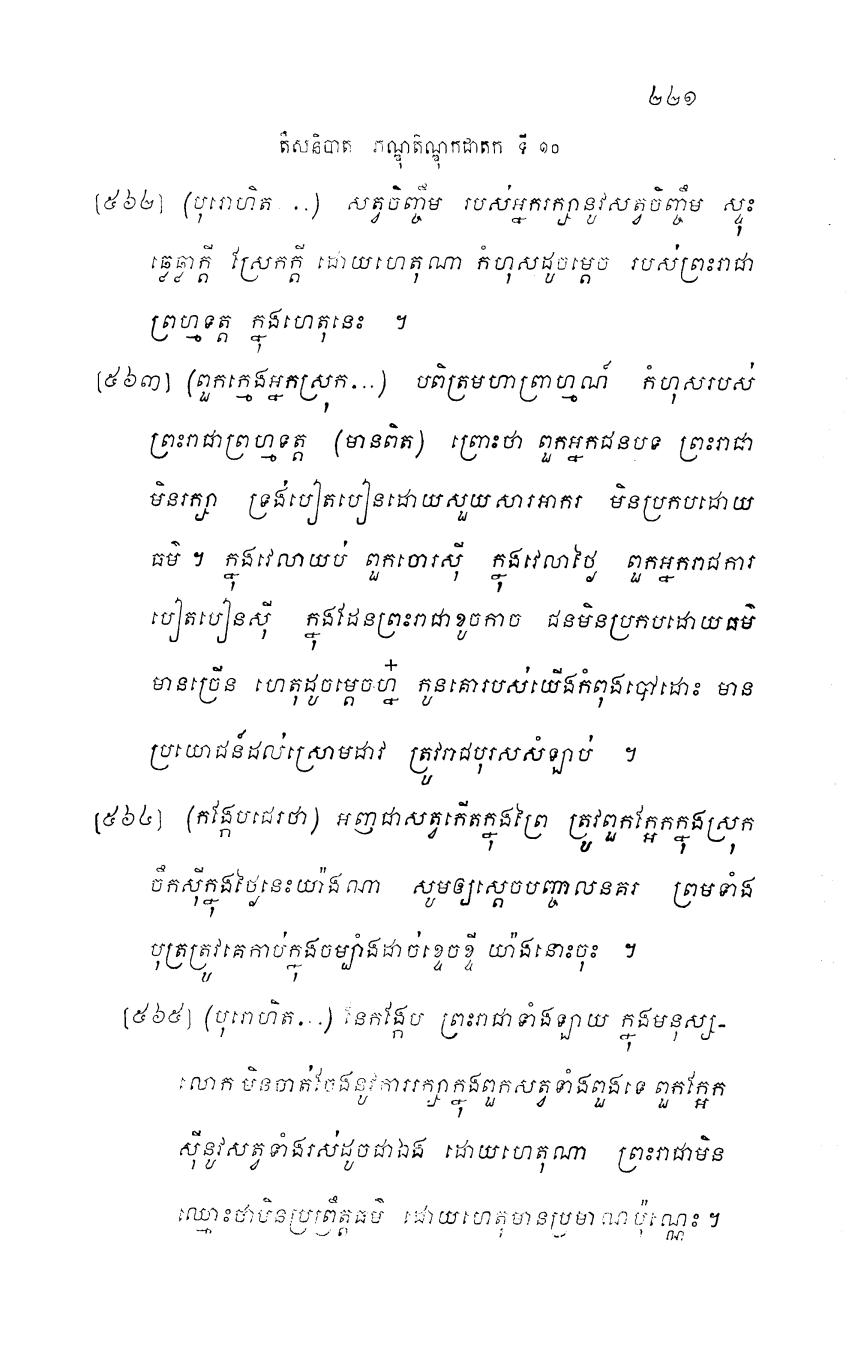 ២២១
តឹសនិបាត ភណ្ឌុតិណ្ឌុកជាតក ទី ១០
[៥៦២] (បុរោហិត ..) សត្វចិញ្ចឹម របស់អ្នករក្សានូវសត្វចិញ្ចឹម ស្ទុះ
ធ្វេធ្វាក្តី ស្រែកក្តី ដោយហេតុណា កំហុសដូចម្តេច របស់ព្រះរាជា
ព្រហ្មទត្ត ក្នុងហេតុនេះ ។
[៥៦៣] (ពួកក្មេងអ្នកស្រុក...) បពិត្រមហាព្រាហ្មណ៍ កំហុសរបស់
ព្រះរាជាព្រហ្មទត្ត (មានពិត) ព្រោះថា ពួកអ្នកជនបទ ព្រះរាជា
មិនរក្សា ទ្រង់បៀតបៀនដោយសួយសារអាករ មិនប្រកបដោយ
ធម៌ ។ ក្នុងវេលាយប់ ពួកចោរស៊ី ក្នុងវេលាថ្ងៃ ពួកអ្នករាជការ
បៀតបៀនស៊ី ក្នុងដែនព្រះរាជាខូចកាច ជនមិនប្រកបដោយធម៌
មានច្រើន ហេតុដូចម្តេចហ្ន៎ កូនគោរបស់យើងកំពុងបៅដោះ មាន
ប្រយោជន៍ដល់ស្រោមដាវ ត្រូវរាជបុរសសំឡាប់ ។
[៥៦៤] (កង្កែបជេរថា) អញជាសត្វកើតក្នុងព្រៃ ត្រូវពួកក្អែកក្នុងស្រុក
ចឹកស៊ីក្នុងថ្ងៃនេះយ៉ាងណា សូមឲ្យស្តេចបញ្ចាលនគរ ព្រមទាំង
បុត្រត្រូវគេកាប់ក្នុងចម្បាំងដាច់ខ្ទេចខ្ទី យ៉ាងនោះចុះ ។
[៥៦៥] (បុរោហិត...) នែកង្កែប ព្រះរាជាទាំងឡាយ ក្នុងមនុស្ស-
លោក មិនចាត់ចែងនូវការរក្សាក្នុងពួកសត្វទាំងពួងទេ ពួកក្អែក
ស៊ីនូវសត្វទាំងរស់ដូចជាឯង ដោយហេតុណា ព្រះរាជាមិន
ឈ្មោះថាមិនប្រព្រឹត្តធម៌ ដោយហេតុមានប្រមាណប៉ុណ្ណេះ ។